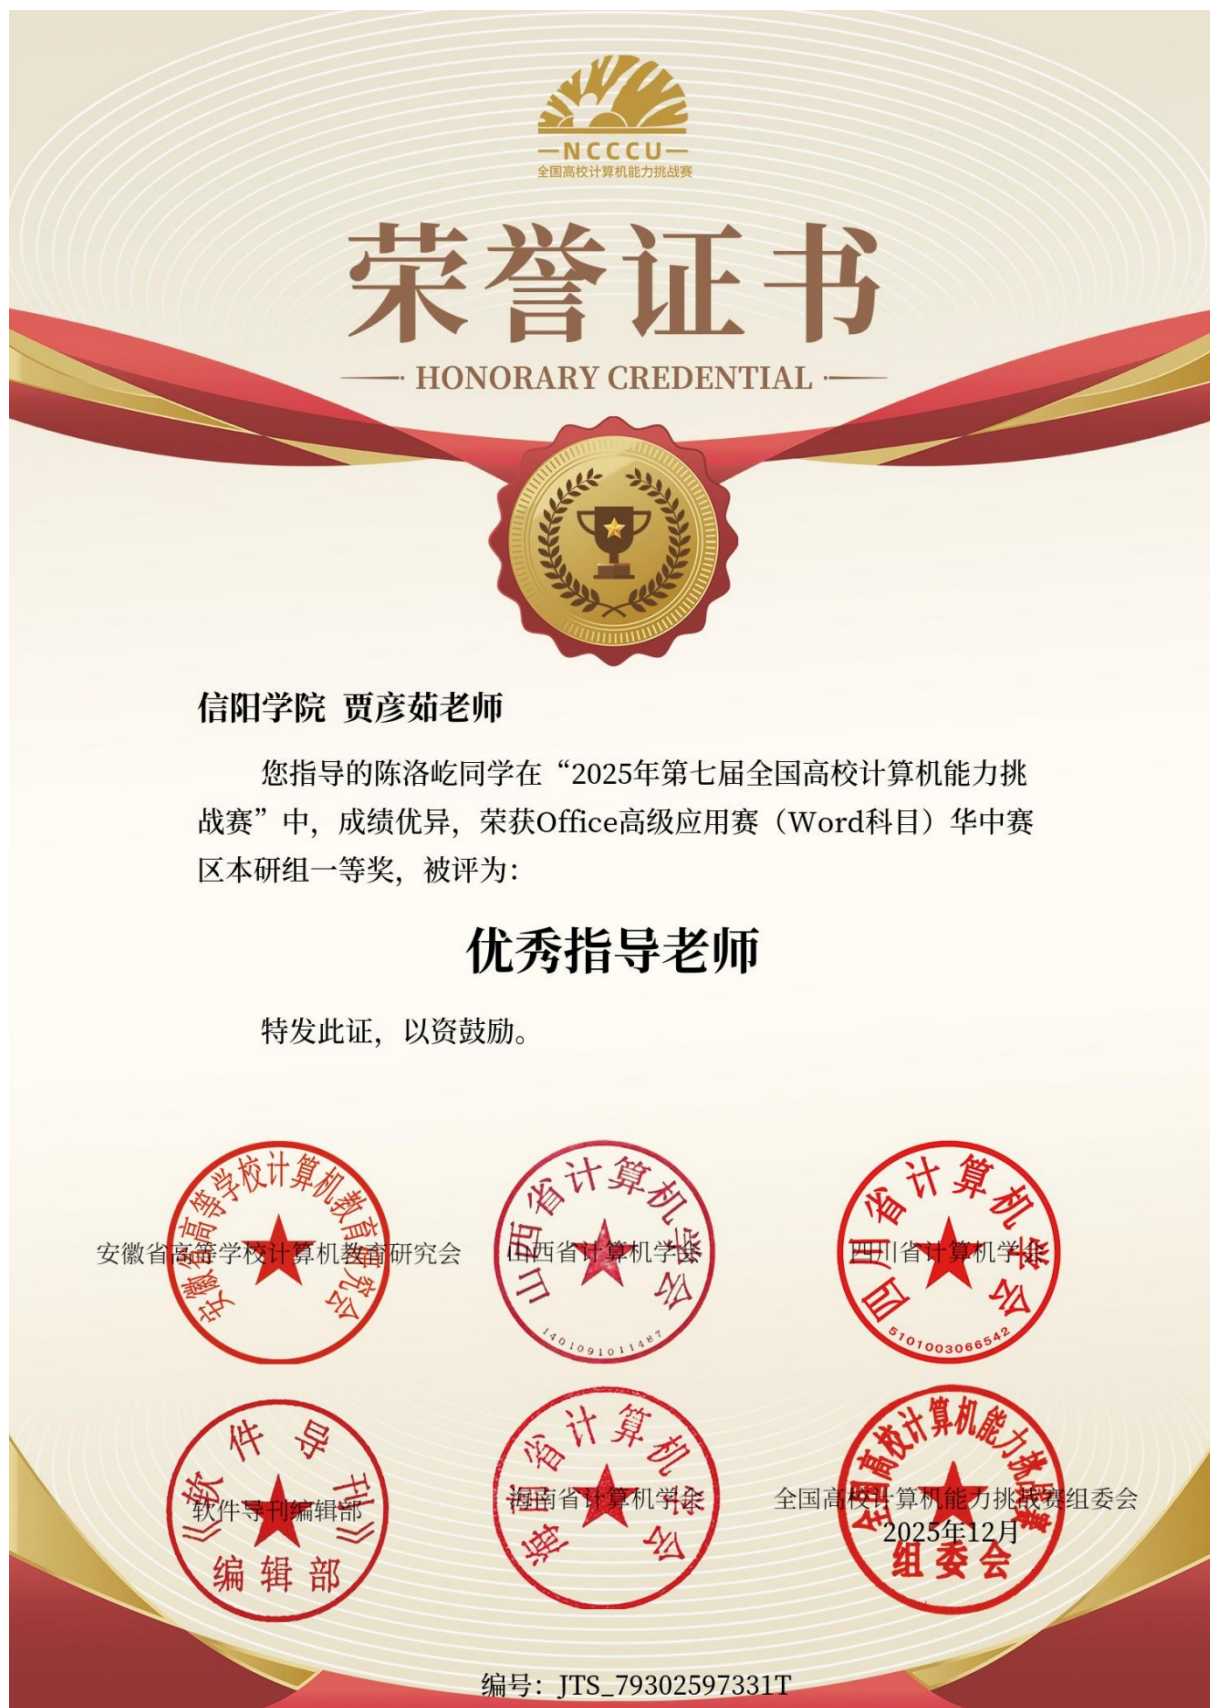 NCCCU
全国高校计算机能力挑战赛
荣誉证书
HONORARY CREDENTIAL
信阳学院 贾彦茹老师
您指导的陈洛屹同学在“2025年第七届全国高校计算机能力挑
战赛”中，成绩优异，荣获Office高级应用赛（Word科目）华中赛
区本研组一等奖，被评为：
优秀指导老师
特发此证，以资鼓励。
安徽省高等学校计算机教育研究会
安徽省高等学校计算机教育研究会
山西省计算机学会
山西省计算机学会
1401091011487
四川省计算机学会
四川省计算机学会
5101003066542
《软件导刊》
软件导刊编辑部
编辑部
海南省计算机学会
海南省计算机学会
全国高校计算机能力挑战赛
全国高校计算机能力挑战赛组委会
2025年12月
组委会
编号：JTS_79302597331T